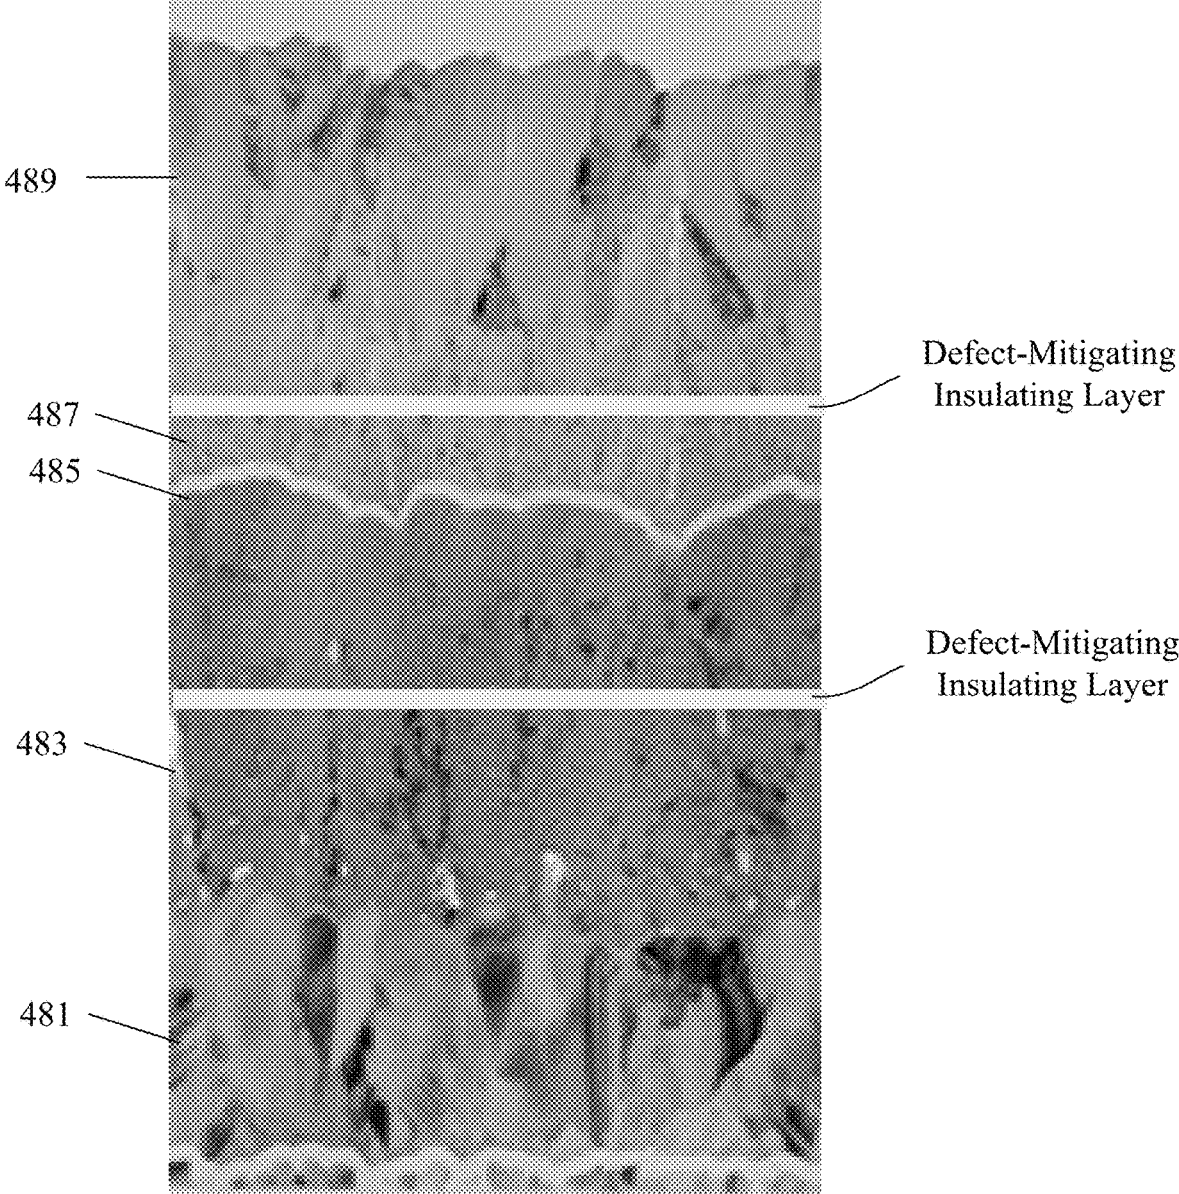 489
Defect-Mitigating
Insulating Layer
487
485
Defect-Mitigating
Insulating Layer
483
481